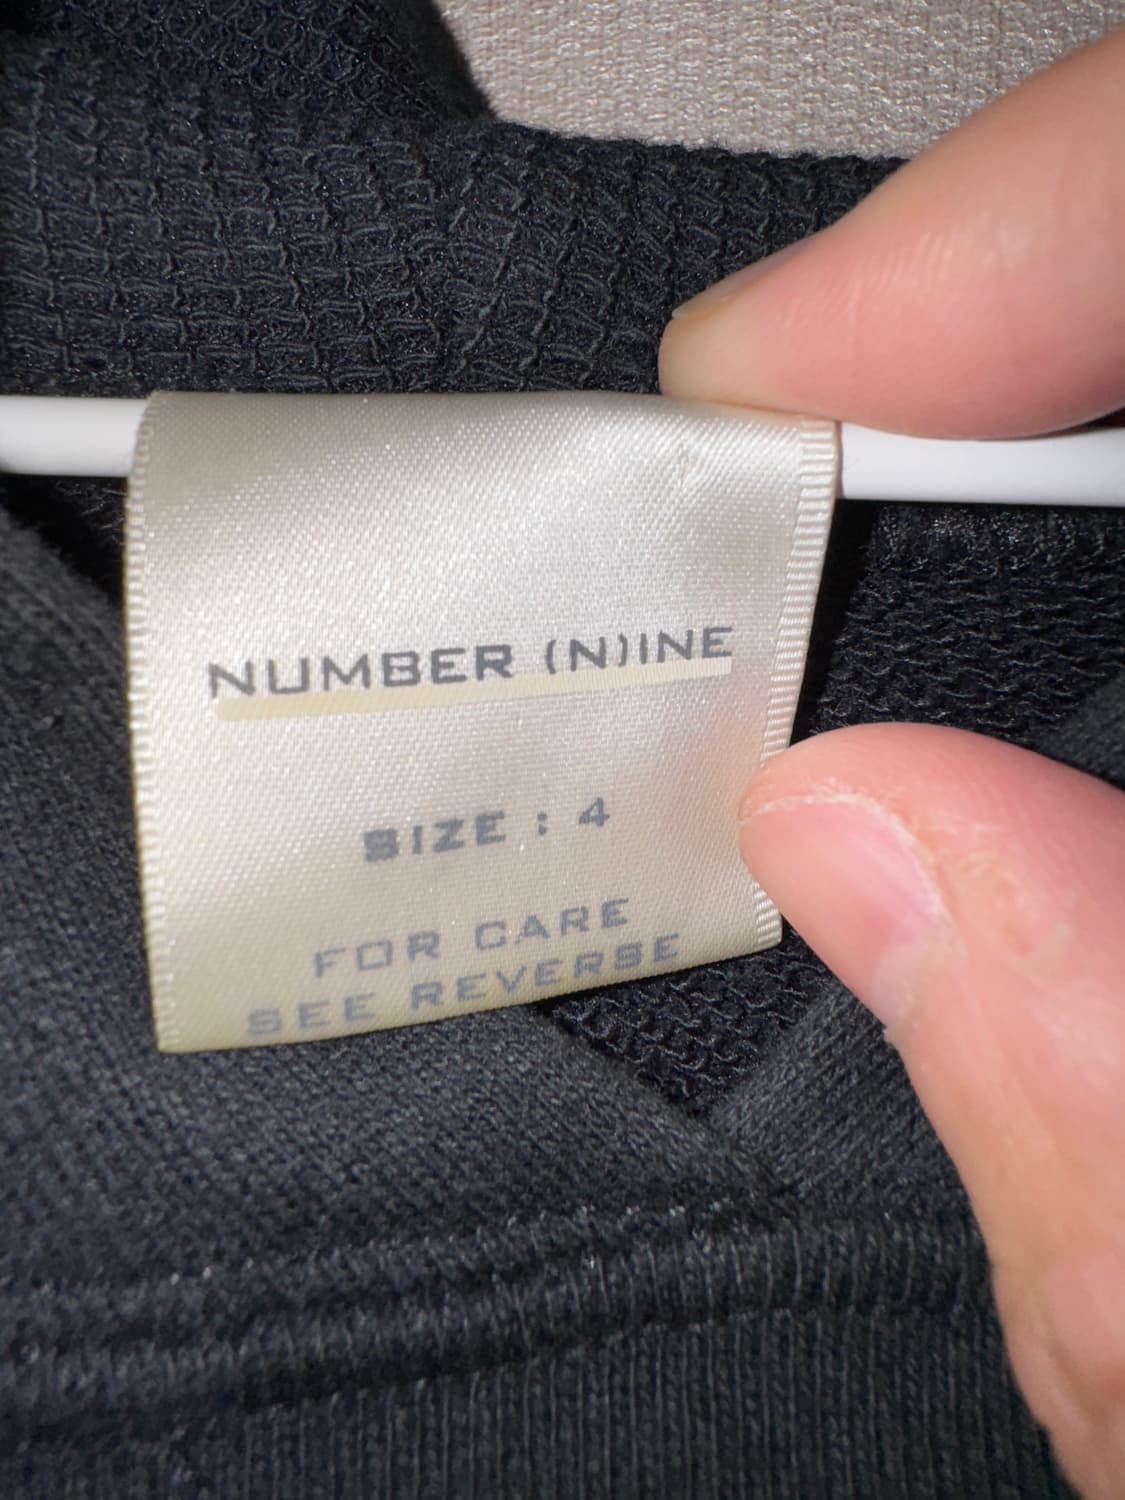 NUMBER (N)INE
SIZE : 4
FOR CARE
SEE REVERSE